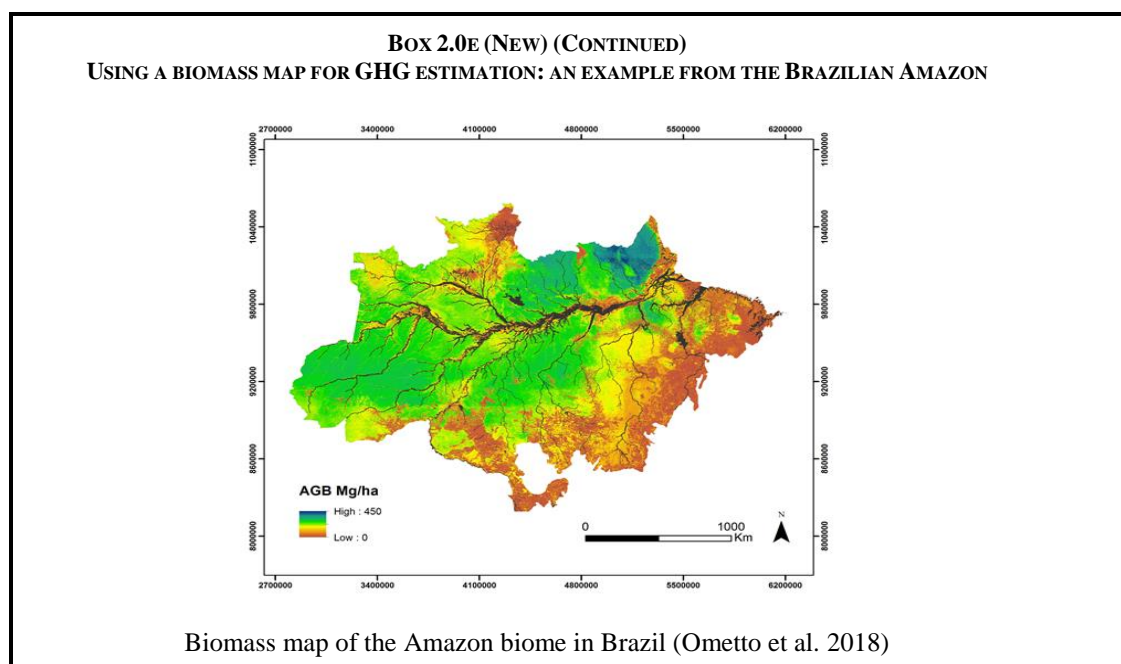 BOX 2.0E (NEW) (CONTINUED)
USING A BIOMASS MAP FOR GHG ESTIMATION: AN EXAMPLE FROM THE BRAZILIAN AMAZON
2700000 3400000 4100000 4800000 5500000 6200000
11000000 11000000
10400000 10400000
9800000 9800000
9200000 9200000
8600000 8600000
8000000 8000000
AGB Mg/ha
High : 450
Low : 0
0 1000
Km
N
2700000 3400000 4100000 4800000 5500000 6200000
Biomass map of the Amazon biome in Brazil (Ometto et al. 2018)